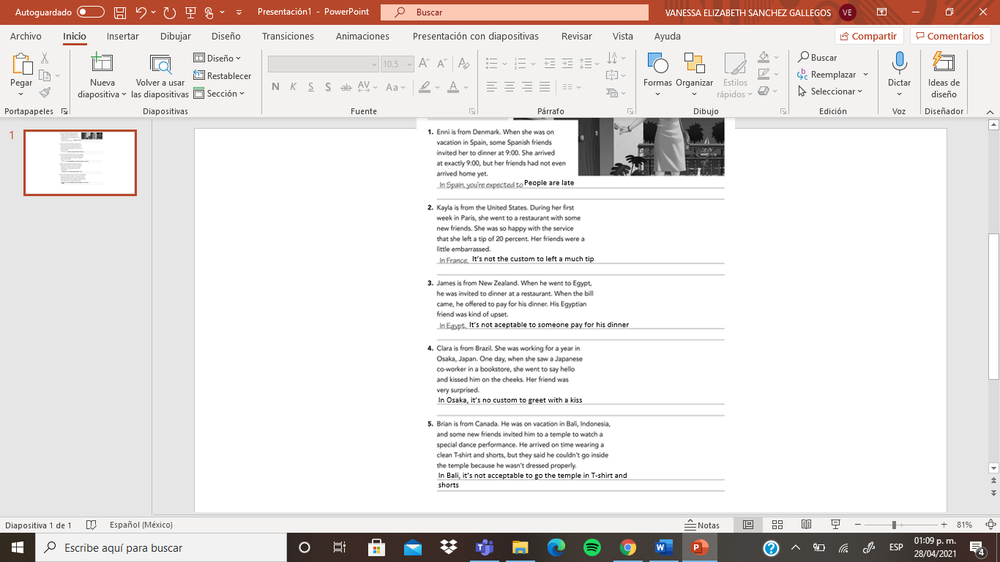 Autoguardado
Presentación1 - PowerPoint
Buscar
VANESSA ELIZABETH SANCHEZ GALLEGOS
VE
Archivo Inicio Insertar Dibujar Diseño Transiciones Animaciones Presentación con diapositivas Revisar Vista Ayuda
Compartir Comentarios
Pegar
Nueva diapositiva
Volver a usar las diapositivas
Diseño
Restablecer
Sección
10.5
N K S S ab AV Aa A
Formas
Organizar
Estilos rápidos
Buscar
Reemplazar
Seleccionar
Dictar
Ideas de diseño
Portapapeles Diapositivas Fuente Párrafo Dibujo Edición Voz Diseñador
1
1. Enni is from Denmark. When she was on
vacation in Spain, some Spanish friends
invited her to dinner at 9:00. She arrived
at exactly 9:00, but her friends had not even
arrived home yet.
In Spain, you're expected to People are late
2. Kayla is from the United States. During her first
week in Paris, she went to a restaurant with some
new friends. She was so happy with the service
that she left a tip of 20 percent. Her friends were a
little embarrassed.
In France, It's not the custom to left a much tip
3. James is from New Zealand. When he went to Egypt,
he was invited to dinner at a restaurant. When the bill
came, he offered to pay for his dinner. His Egyptian
friend was kind of upset.
In Egypt, It's not aceptable to someone pay for his dinner
4. Clara is from Brazil. She was working for a year in
Osaka, Japan. One day, when she saw a Japanese
co-worker in a bookstore, she went to say hello
and kissed him on the cheeks. Her friend was
very surprised.
In Osaka, it's no custom to greet with a kiss
5. Brian is from Canada. He was on vacation in Bali, Indonesia,
and some new friends invited him to a temple to watch a
special dance performance. He arrived on time wearing a
clean T-shirt and shorts, but they said he couldn't go inside
the temple because he wasn't dressed properly.
In Bali, it's not acceptable to go the temple in T-shirt and
shorts
Diapositiva 1 de 1
Español (México)
Notas
81%
Escribe aquí para buscar
ESP
01:09 p. m.
28/04/2021
4